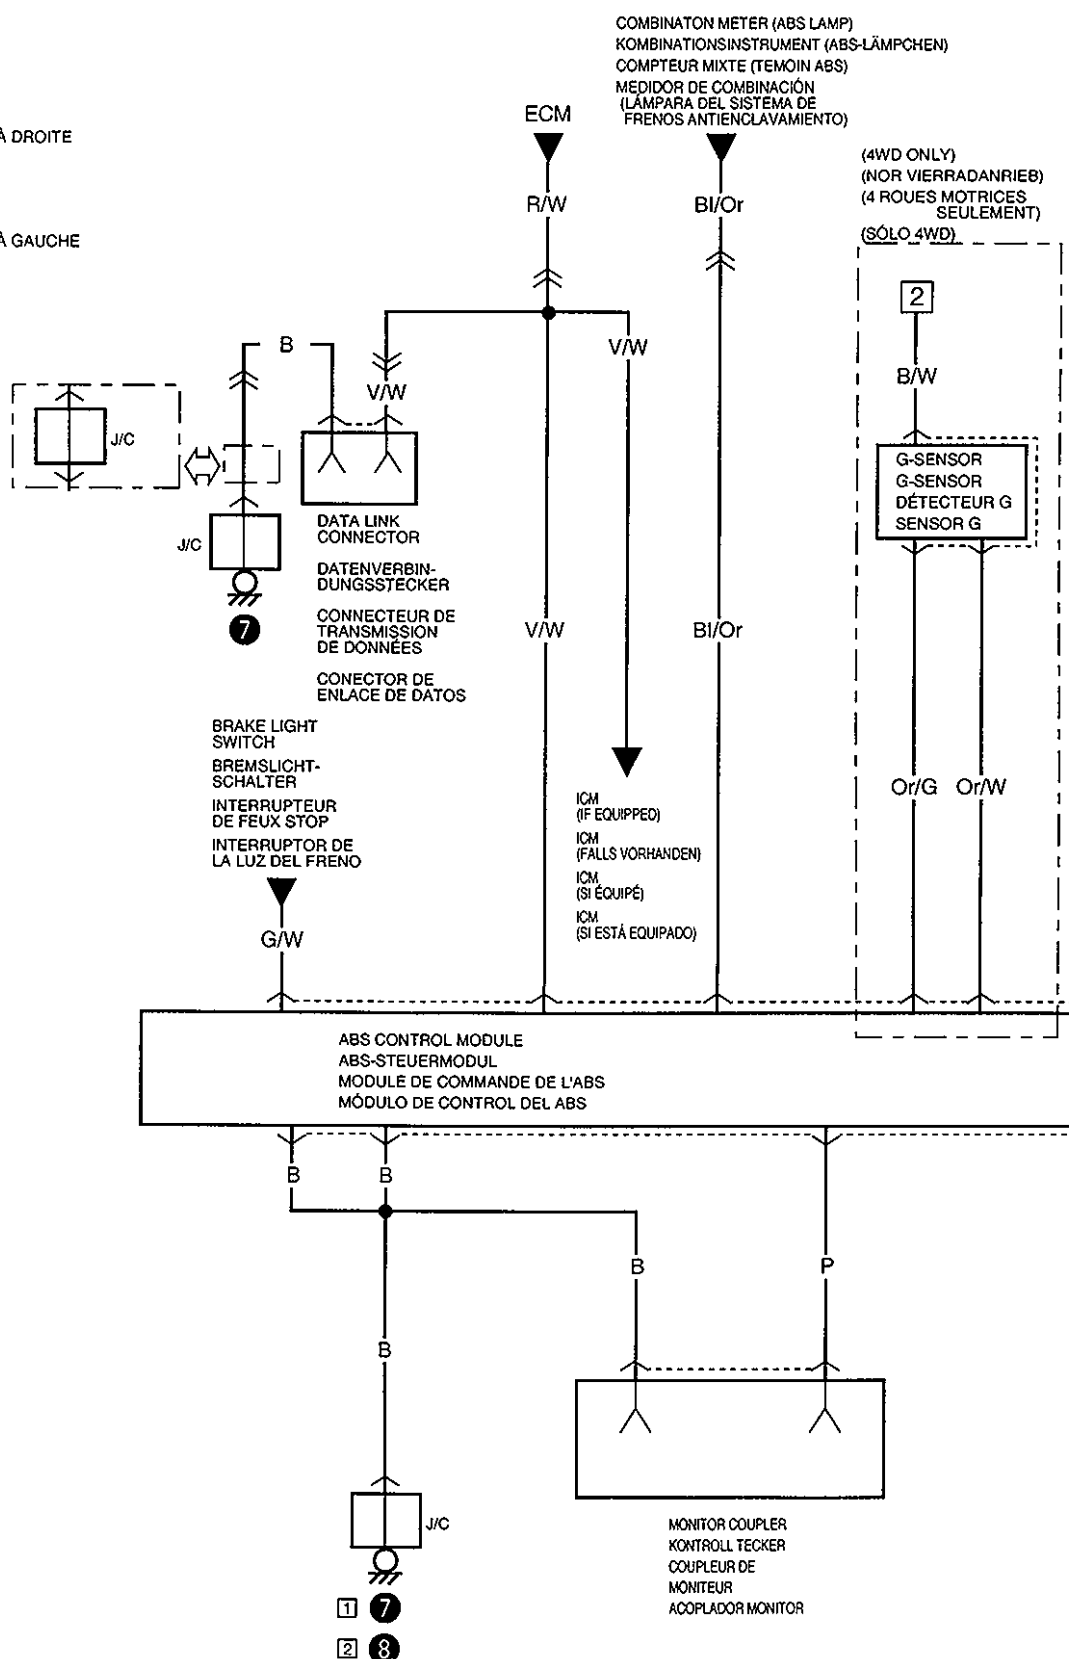 COMBINATON METER (ABS LAMP)
KOMBINATIONSINSTRUMENT (ABS-LÄMPCHEN)
COMPTEUR MIXTE (TEMOIN ABS)
MEDIDOR DE COMBINACIÓN
(LÁMPARA DEL SISTEMA DE
FRENOS ANTIENCLAVAMIENTO)
ECM
À DROITE
(4WD ONLY)
(NOR VIERRADANRIEB)
(4 ROUES MOTRICES
SEULEMENT)
(SÓLO 4WD)
À GAUCHE
R/W
Bl/Or
2
B
V/W
V/W
B/W
J/C
G-SENSOR
G-SENSOR
DÉTECTEUR G
SENSOR G
J/C
7
DATA LINK
CONNECTOR
DATENVERBIN-
DUNGSSTECKER
CONNECTEUR DE
TRANSMISSION
DE DONNÉES
CONECTOR DE
ENLACE DE DATOS
V/W
Bl/Or
BRAKE LIGHT
SWITCH
BREMSLICHT-
SCHALTER
INTERRUPTEUR
DE FEUX STOP
INTERRUPTOR DE
LA LUZ DEL FRENO
Or/G
Or/W
ICM
(IF EQUIPPED)
ICM
(FALLS VORHANDEN)
ICM
(SI ÉQUIPÉ)
ICM
(SI ESTÁ EQUIPADO)
G/W
ABS CONTROL MODULE
ABS-STEUERMODUL
MODULE DE COMMANDE DE L'ABS
MÓDULO DE CONTROL DEL ABS
B
B
B
P
B
J/C
MONITOR COUPLER
KONTROLL TECKER
COUPLEUR DE
MONITEUR
ACOPLADOR MONITOR
1 7
2 8